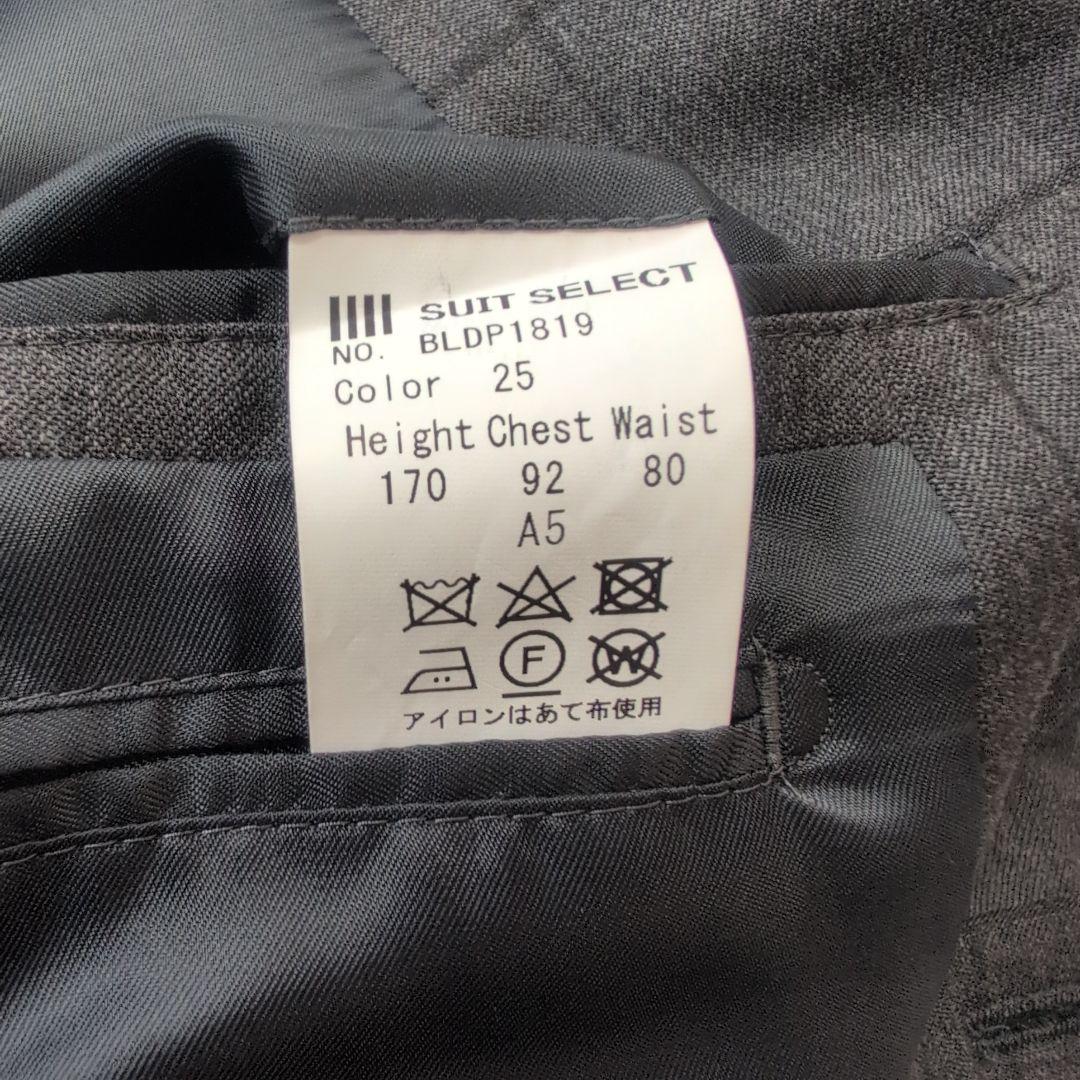 SUIT SELECT
NO. BLDP1819
Color 25
Height Chest Waist
170 92 80
A5
F W
アイロンはあて布使用